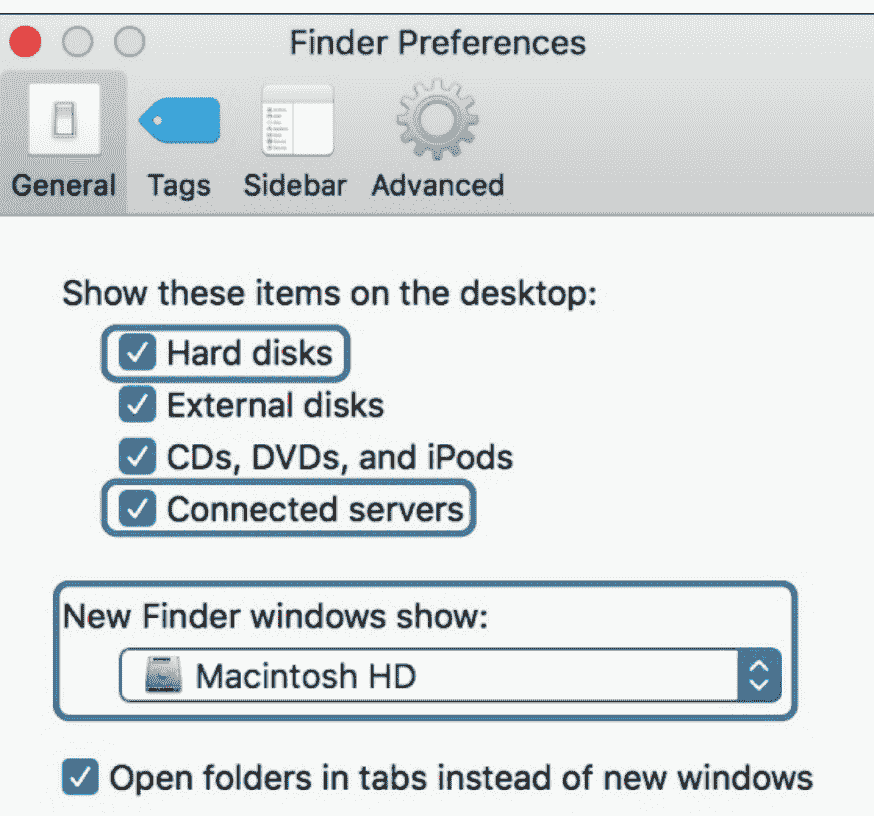 Finder Preferences
General Tags Sidebar Advanced
Show these items on the desktop:
Hard disks
External disks
CDs, DVDs, and iPods
Connected servers
New Finder windows show:
Macintosh HD
Open folders in tabs instead of new windows